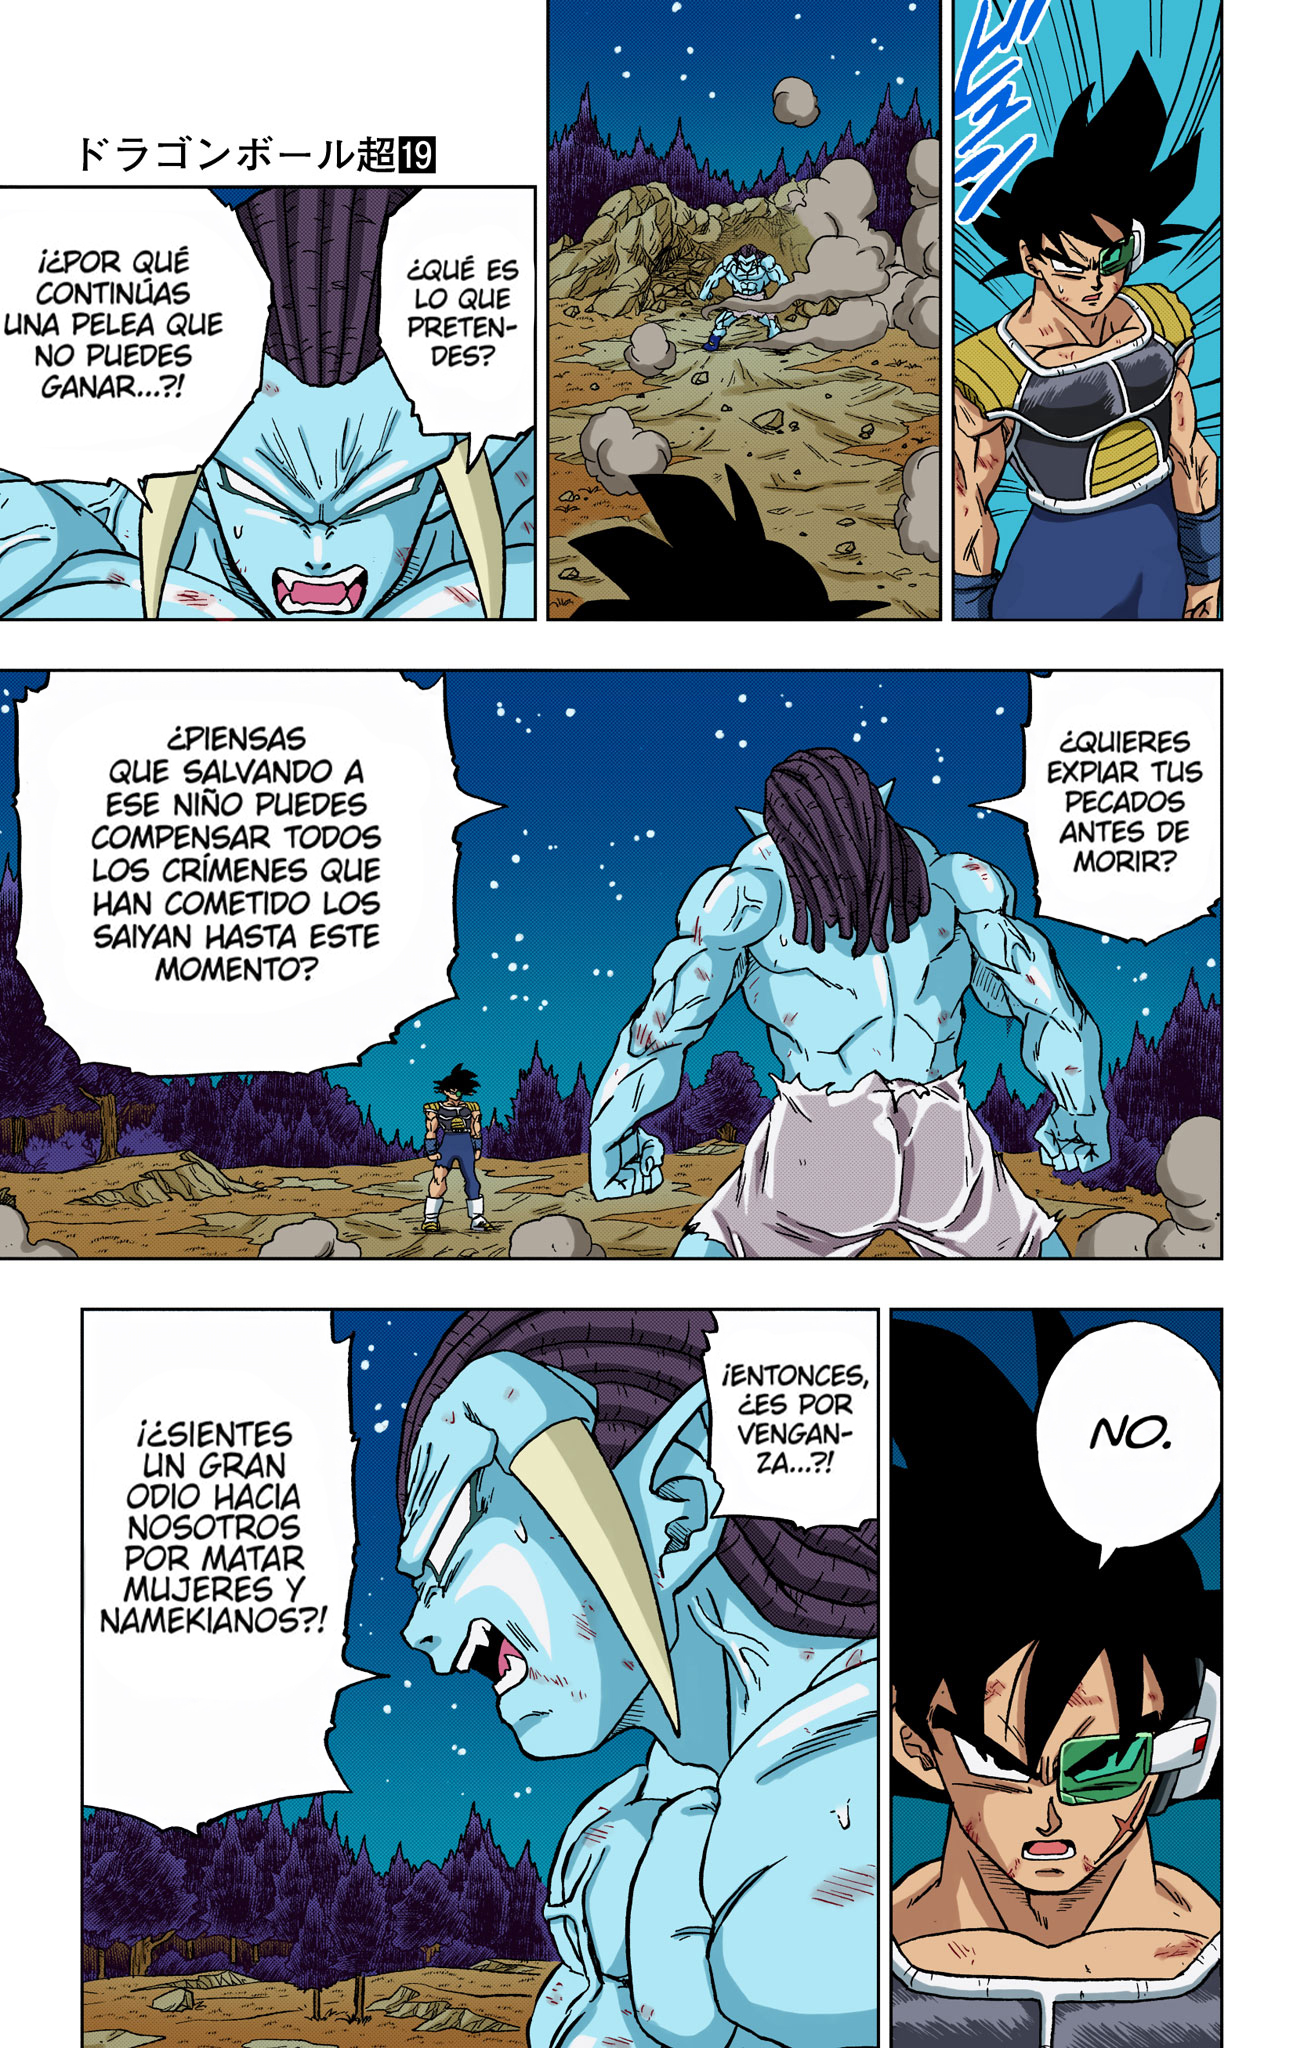 ドラゴンボール超19
¿QUÉ ES
LO QUE
PRETEN-
DES?
¡¿POR QUÉ
CONTINÚAS
UNA PELEA QUE
NO PUEDES
GANAR...?!
¿QUIERES
EXPIAR TUS
PECADOS
ANTES DE
MORIR?
¿PIENSAS
QUE SALVANDO A
ESE NIÑO PUEDES
COMPENSAR TODOS
LOS CRÍMENES QUE
HAN COMETIDO LOS
SAIYAN HASTA ESTE
MOMENTO?
NO.
¡ENTONCES,
¿ES POR
VENGAN-
ZA...?!
¡¿SIENTES
UN GRAN
ODIO HACIA
NOSOTROS
POR MATAR
MUJERES Y
NAMEKIANOS?!